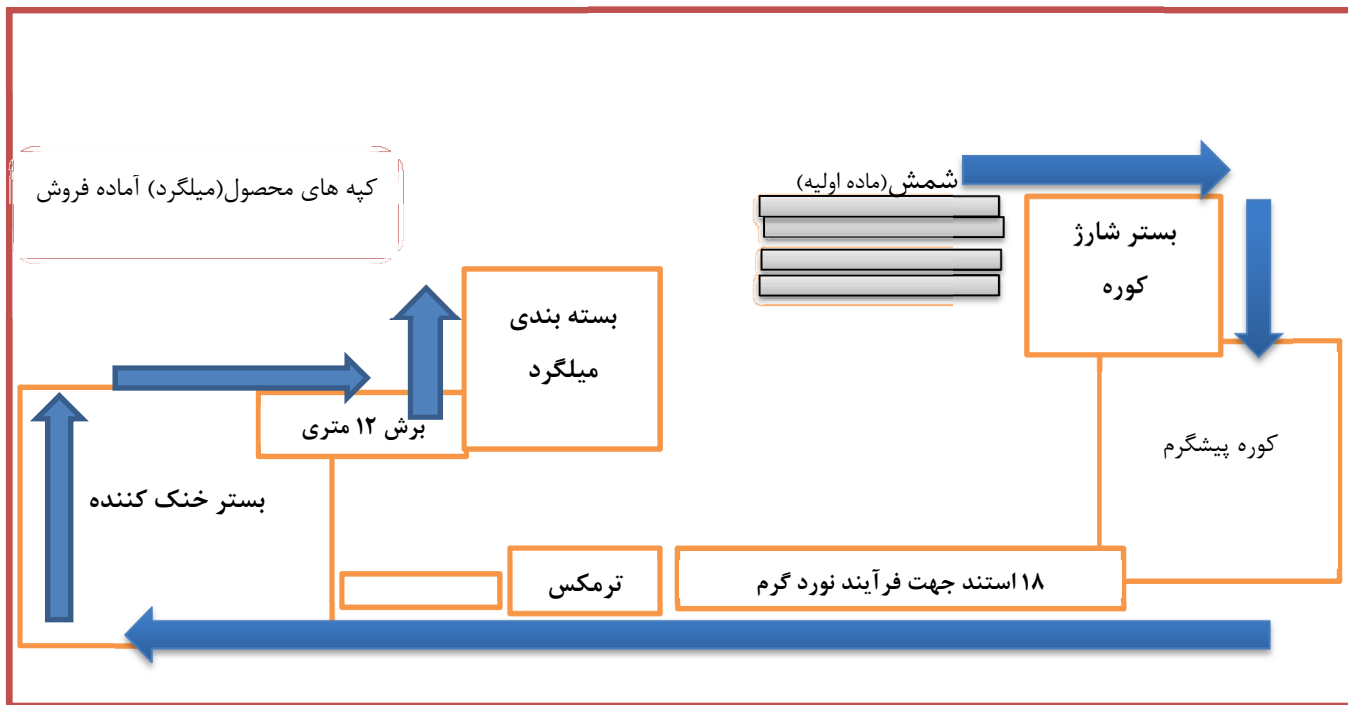 کپه های محصول(میلگرد) آماده فروش
شمش(ماده اولیه)
بستر شارژ
کوره
بسته بندی
میلگرد
برش ۱۲ متری
کوره پیشگرم
بستر خنک کننده
ترمکس
۱۸ استند جهت فرآیند نورد گرم